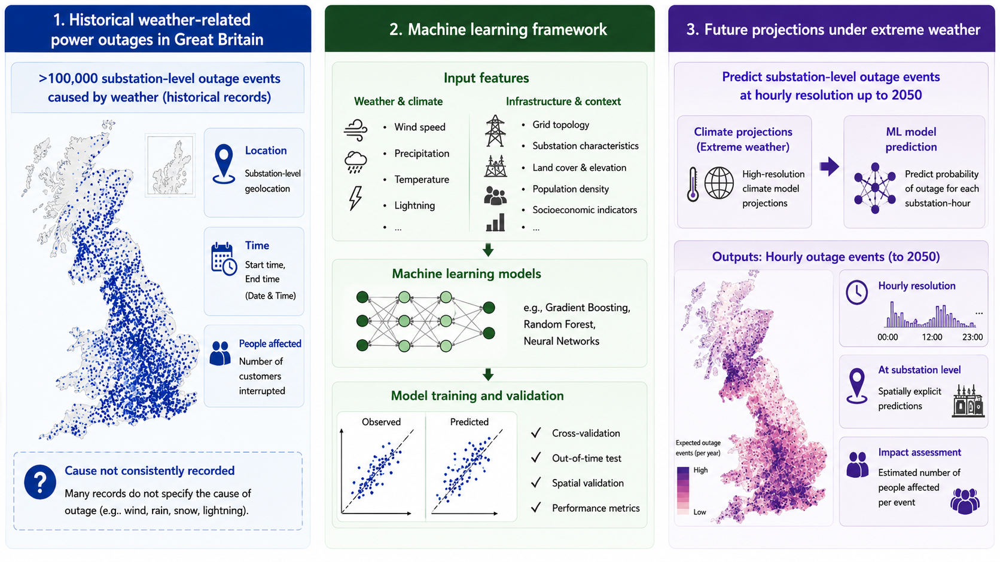 1. Historical weather-related
power outages in Great Britain
>100,000 substation-level outage events
caused by weather (historical records)
Location
Substation-level
geolocation
Time
Start time,
End time
(Date & Time)
People affected
Number of
customers
interrupted
?
Cause not consistently recorded
Many records do not specify the cause of
outage (e.g.. wind, rain, snow, lightning).
2. Machine learning framework
Input features
Weather & climate
• Wind speed
• Precipitation
• Temperature
• Lightning
• ...
Infrastructure & context
• Grid topology
• Substation characteristics
• Land cover & elevation
• Population density
• Socioeconomic indicators
• ...
Machine learning models
e.g., Gradient Boosting,
Random Forest,
Neural Networks
Model training and validation
Observed
Predicted
✓ Cross-validation
✓ Out-of-time test
✓ Spatial validation
✓ Performance metrics
3. Future projections under extreme weather
Predict substation-level outage events
at hourly resolution up to 2050
Climate projections
(Extreme weather)
High-resolution
climate model
projections
ML model
prediction
Predict probability
of outage for each
substation-hour
Outputs: Hourly outage events (to 2050)
Expected outage
events (per year)
High
Low
Hourly resolution
...
00:00 12:00 23:00
At substation level
Spatially explicit
predictions
Impact assessment
Estimated number of
people affected
per event